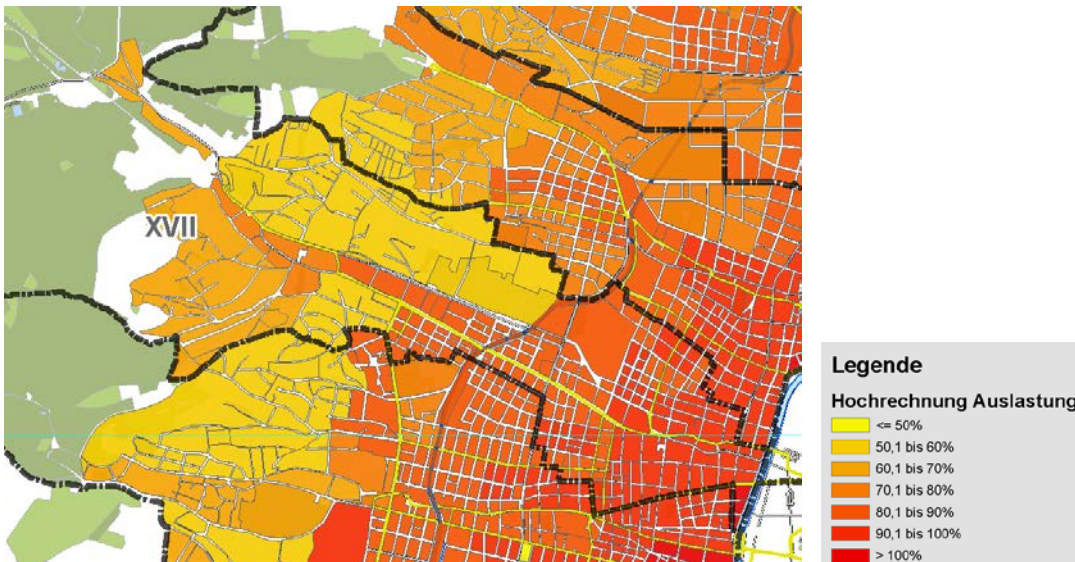 XVII
Legende
Hochrechnung Auslastung
<= 50%
50,1 bis 60%
60,1 bis 70%
70,1 bis 80%
80,1 bis 90%
90,1 bis 100%
> 100%